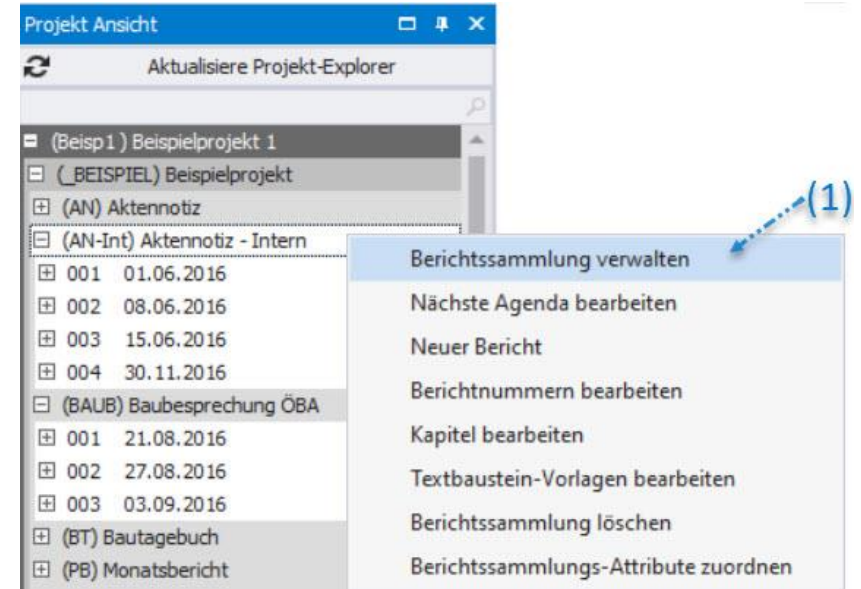 Projekt Ansicht
Aktualisiere Projekt-Explorer
(Beisp1) Beispielprojekt 1
(_BEISPIEL) Beispielprojekt
(AN) Aktennotiz
(AN-Int) Aktennotiz - Intern
001 01.06.2016
002 08.06.2016
003 15.06.2016
004 30.11.2016
(BAUB) Baubesprechung ÖBA
001 21.08.2016
002 27.08.2016
003 03.09.2016
(BT) Bautagebuch
(PB) Monatsbericht
(1)
Berichtssammlung verwalten
Nächste Agenda bearbeiten
Neuer Bericht
Berichtnummern bearbeiten
Kapitel bearbeiten
Textbaustein-Vorlagen bearbeiten
Berichtssammlung löschen
Berichtssammlungs-Attribute zuordnen